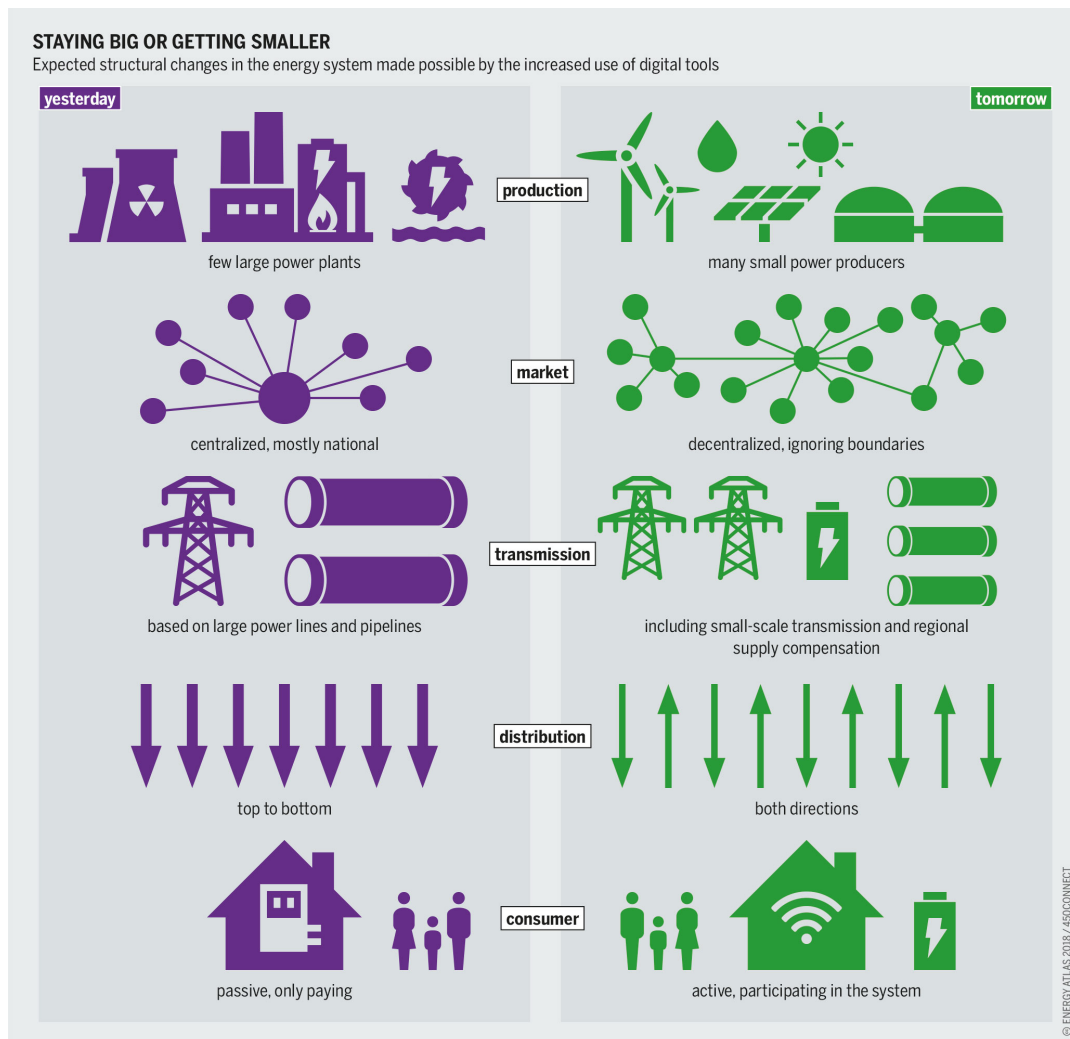 STAYING BIG OR GETTING SMALLER
Expected structural changes in the energy system made possible by the increased use of digital tools
yesterday
tomorrow
production
few large power plants
many small power producers
market
centralized, mostly national
decentralized, ignoring boundaries
transmission
based on large power lines and pipelines
including small-scale transmission and regional
supply compensation
distribution
top to bottom
both directions
consumer
passive, only paying
active, participating in the system
© ENERGY ATLAS 2018 / 450CONNECT